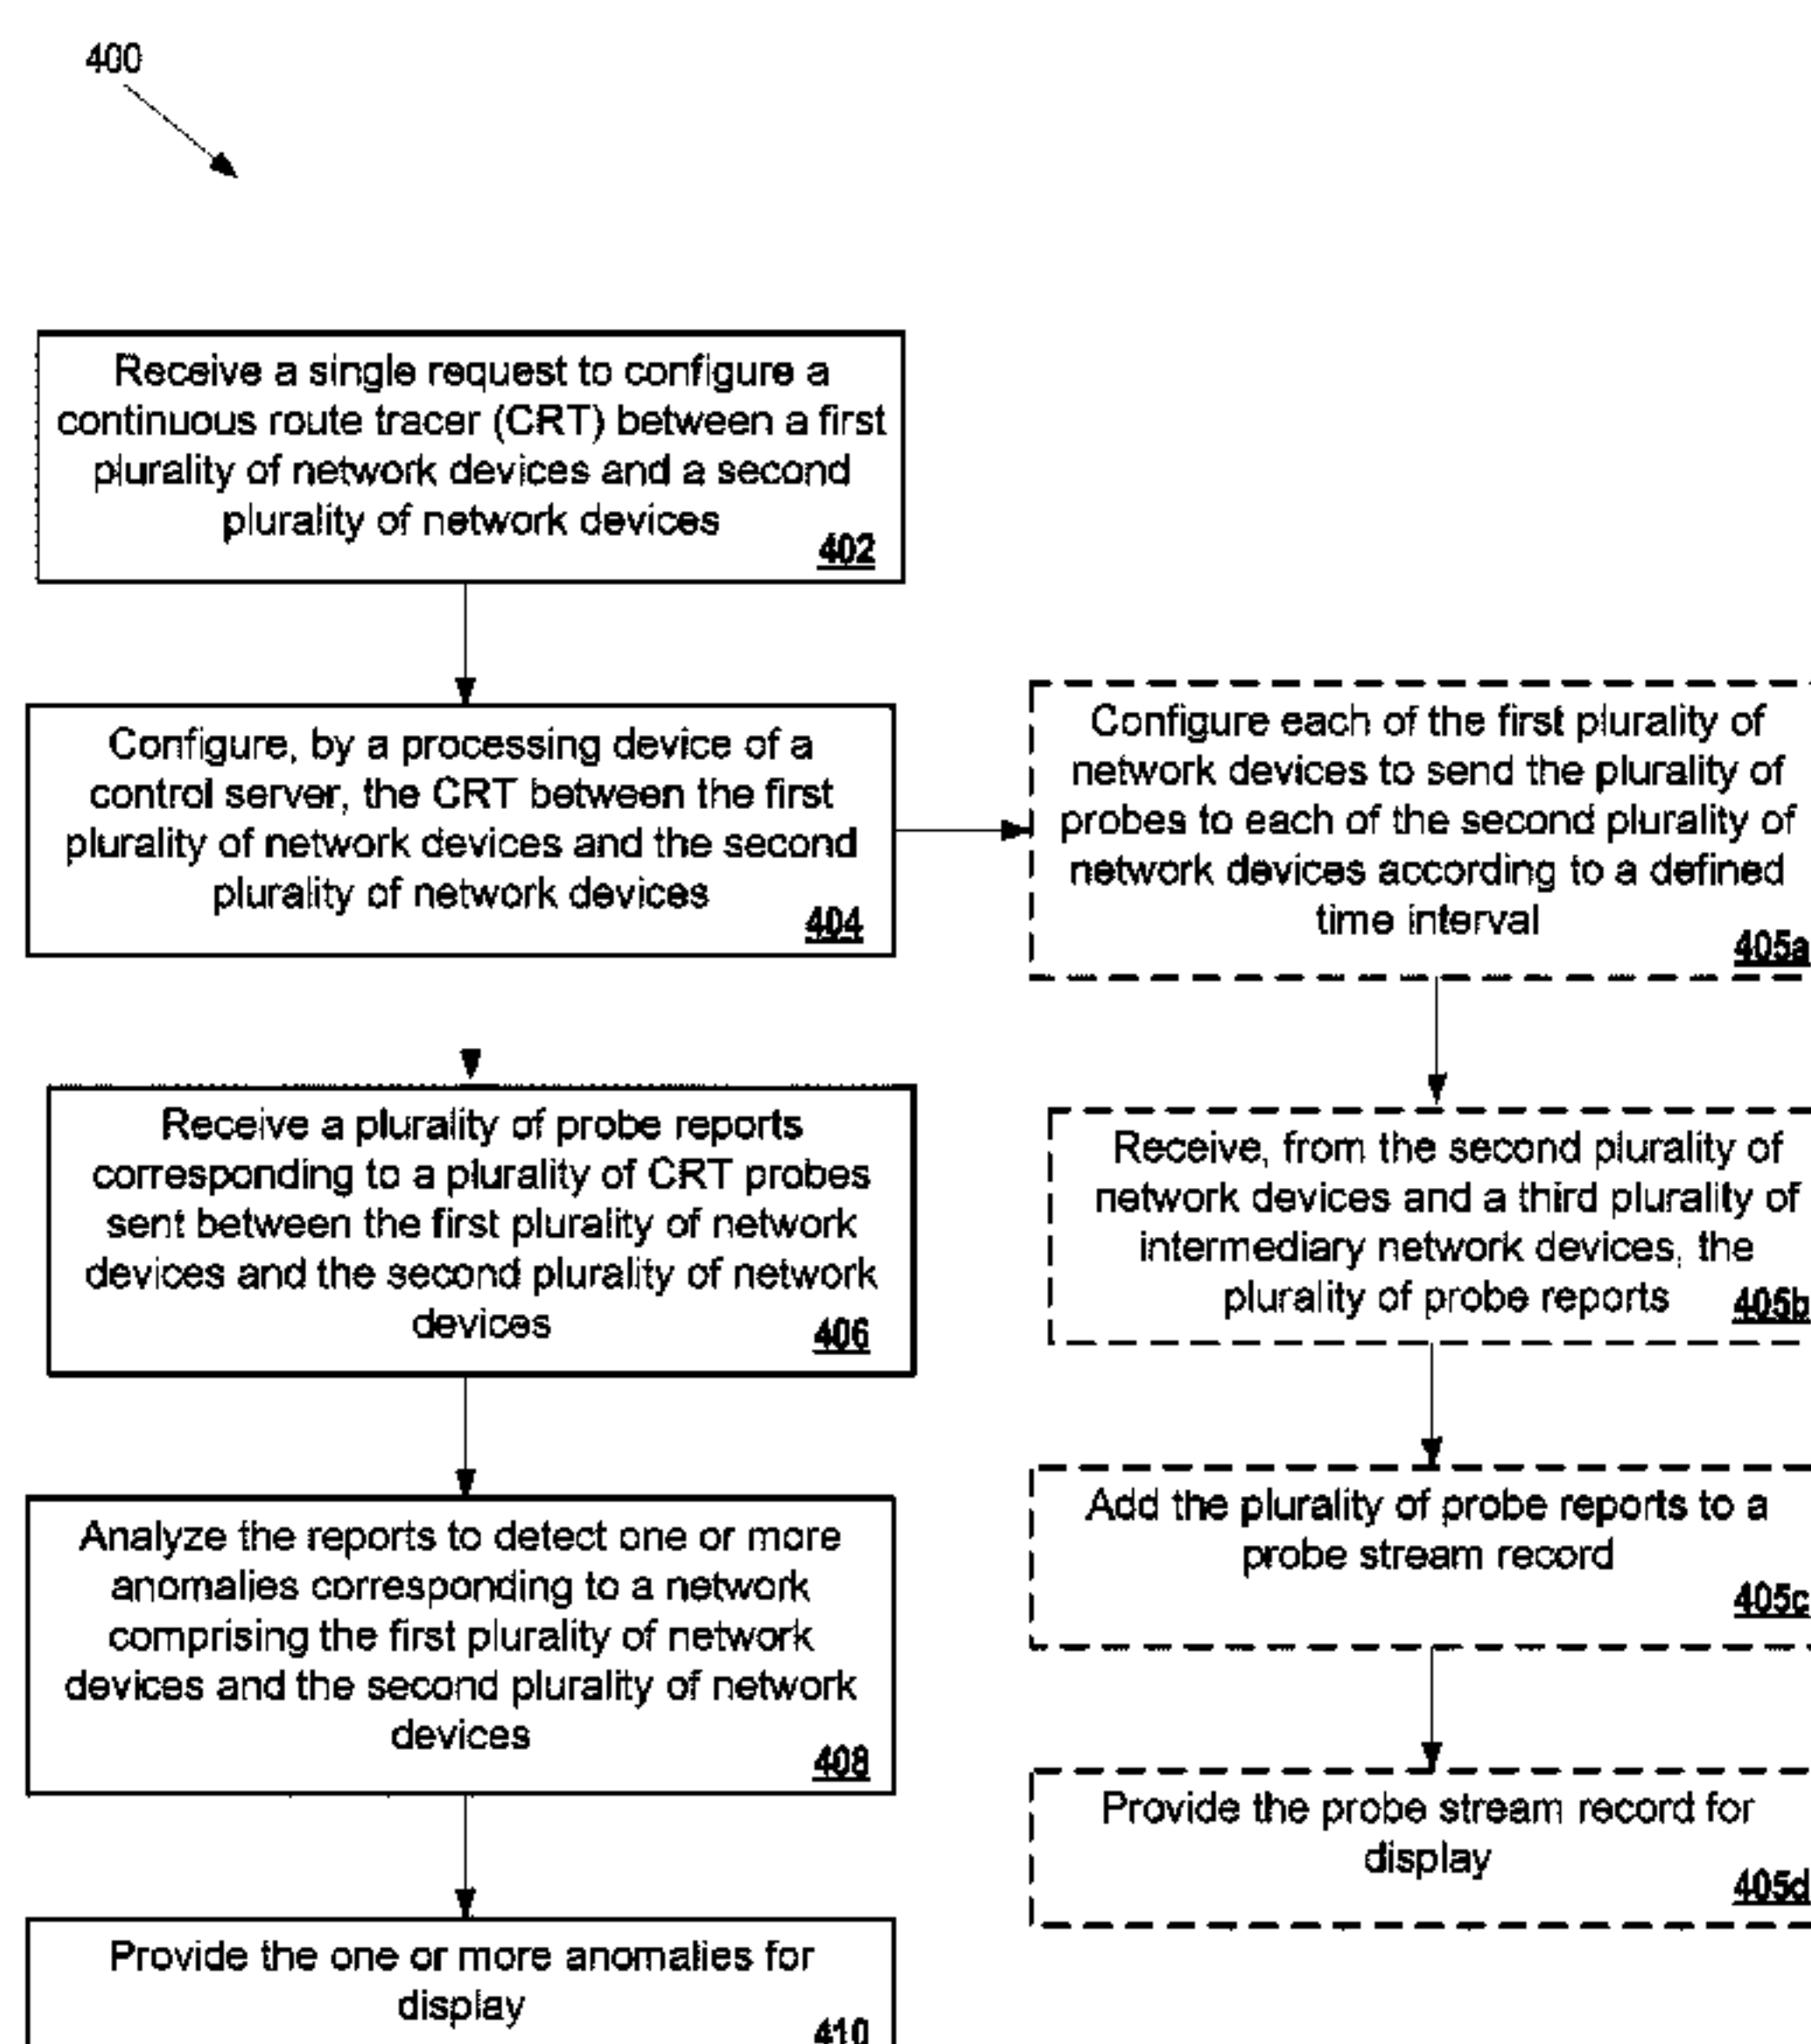 400
Receive a single request to configure a
continuous route tracer (CRT) between a first
plurality of network devices and a second
plurality of network devices
402
Configure, by a processing device of a
control server, the CRT between the first
plurality of network devices and the second
plurality of network devices
404
Configure each of the first plurality of
network devices to send the plurality of
probes to each of the second plurality of
network devices according to a defined
time interval
405a
Receive a plurality of probe reports
corresponding to a plurality of CRT probes
sent between the first plurality of network
devices and the second plurality of network
devices
406
Receive, from the second plurality of
network devices and a third plurality of
intermediary network devices, the
plurality of probe reports
405b
Analyze the reports to detect one or more
anomalies corresponding to a network
comprising the first plurality of network
devices and the second plurality of network
devices
408
Add the plurality of probe reports to a
probe stream record
405c
Provide the probe stream record for
display
405d
Provide the one or more anomalies for
display
410